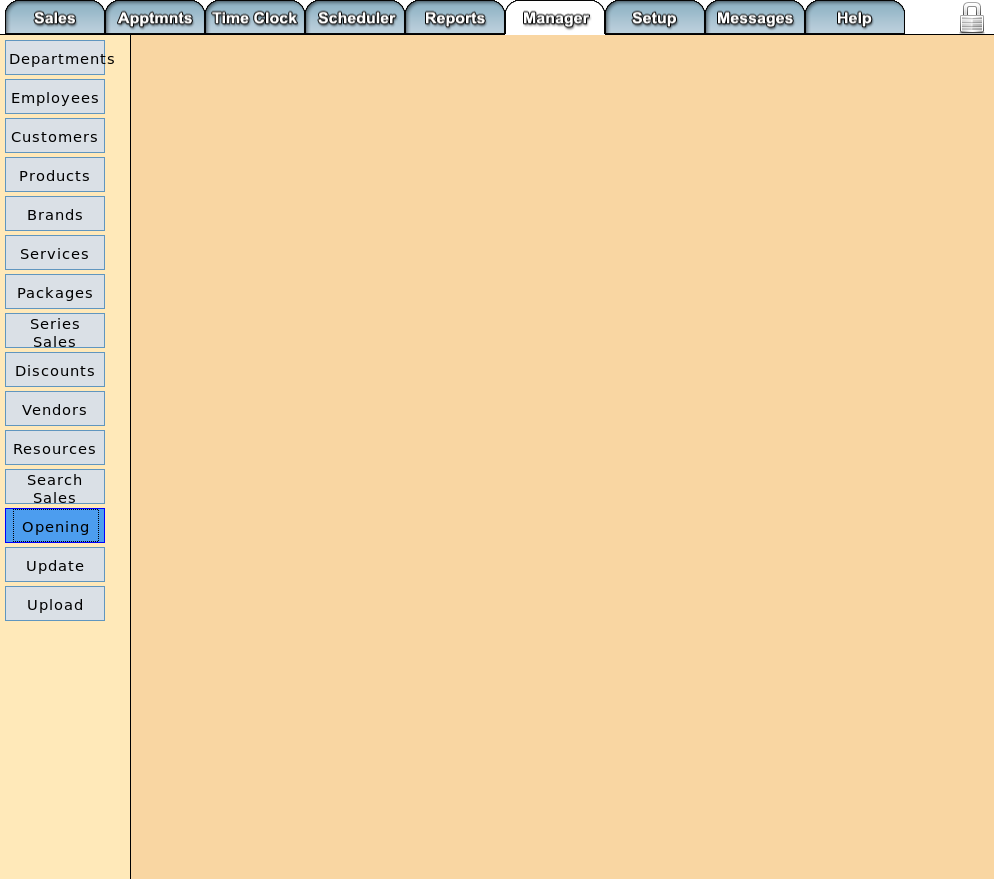 Sales Apptmnts Time Clock Scheduler Reports Manager Setup Messages Help
Departments
Employees
Customers
Products
Brands
Services
Packages
Series
Sales
Discounts
Vendors
Resources
Search
Sales
Opening
Update
Upload